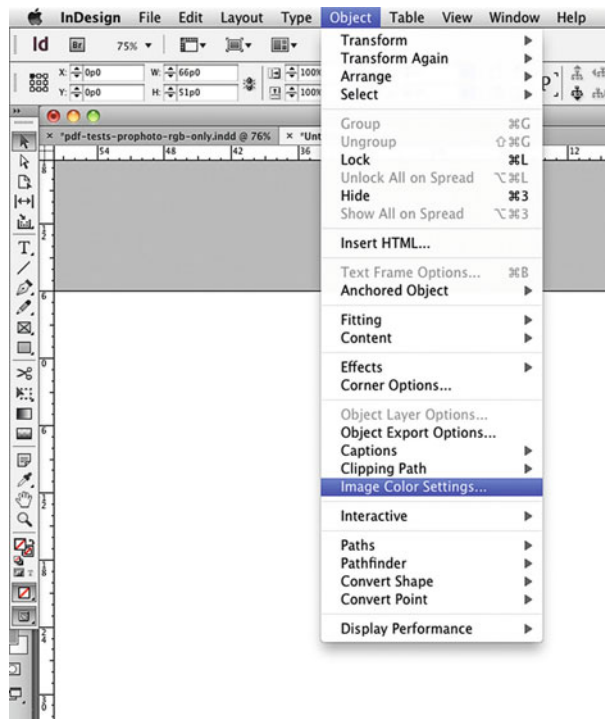 InDesign File Edit Layout Type Object Table View Window Help
Id Br 75%
X: 0p0 W: 66p0 100%
Y: 0p0 H: 51p0 100%
× *pdf-tests-prophoto-rgb-only.indd @ 76% × *Unt
54 48 42 36 12
Transform
Transform Again
Arrange
Select
Group ⌘G
Ungroup ⇧⌘G
Lock ⌘L
Unlock All on Spread ⌥⌘L
Hide ⌘3
Show All on Spread ⌥⌘3
Insert HTML...
Text Frame Options... ⌘B
Anchored Object
Fitting
Content
Effects
Corner Options...
Object Layer Options...
Object Export Options...
Captions
Clipping Path
Image Color Settings...
Interactive
Paths
Pathfinder
Convert Shape
Convert Point
Display Performance